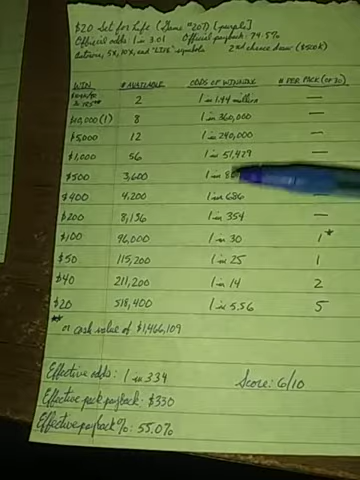 $20 Set for Life (Game #207) [purple]
Official odds: 1 in 3.01 Official payback: 74.5%
5X, 10X, and "LIFE" symbols 2nd chance draw ($500K)
WIN # AVAILABLE ODDS OF WINNING # PER PACK (OF 30)
2 1 in 1.44 million —
$10,000 (1) 8 1 in 360,000 —
$5,000 12 1 in 240,000 —
$1,000 56 1 in 51,429 —
$500 3,600 1 in
$400 4,200 1 in 686 —
$200 8,136 1 in 354 —
$100 96,000 1 in 30 1*
$50 115,200 1 in 25 1
$40 211,200 1 in 14 2
$20 518,400 1 in 5.56 5
** or cash value of $1,466,109
Effective odds: 1 in 3.34 Score: 6/10
Effective pack payback: $330
Effective payback %: 55.0%